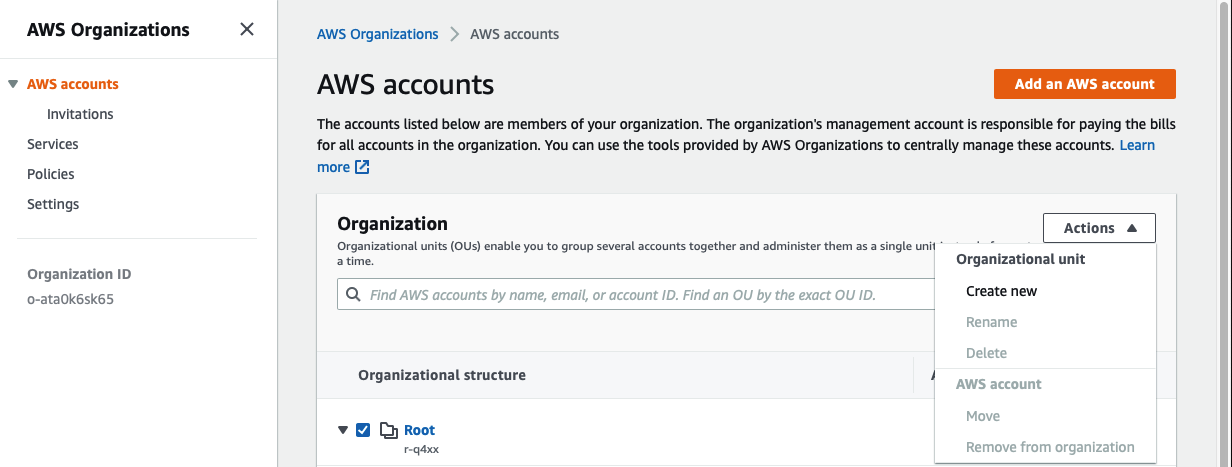 AWS Organizations
AWS accounts
Invitations
Services
Policies
Settings
Organization ID
o-ata0k6sk65
AWS Organizations > AWS accounts
AWS accounts
Add an AWS account
The accounts listed below are members of your organization. The organization's management account is responsible for paying the bills
for all accounts in the organization. You can use the tools provided by AWS Organizations to centrally manage these accounts. Learn
more
Organization
Actions
Organizational units (OUs) enable you to group several accounts together and administer them as a single unit
a time.
Find AWS accounts by name, email, or account ID. Find an OU by the exact OU ID.
Organizational unit
Create new
Rename
Delete
AWS account
Move
Remove from organization
Organizational structure
Root
r-q4xx